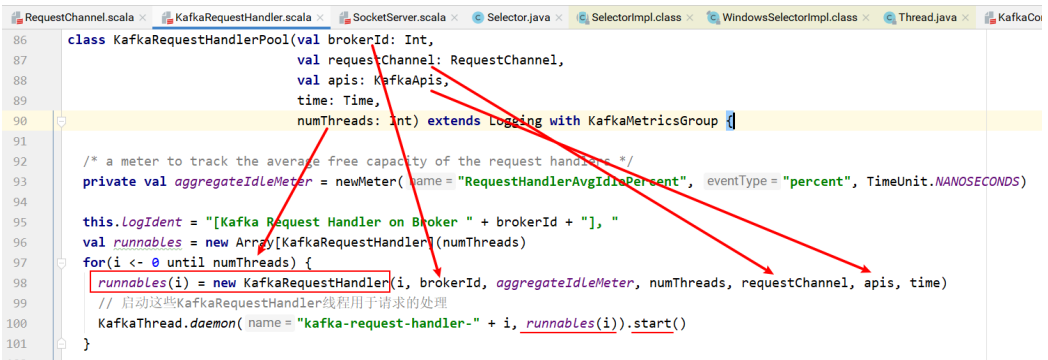 RequestChannel.scala × KafkaRequestHandler.scala × SocketServer.scala × Selector.java × SelectorImpl.class × WindowsSelectorImpl.class × Thread.java × KafkaCon
86 class KafkaRequestHandlerPool(val brokerId: Int,
87 val requestChannel: RequestChannel,
88 val apis: KafkaApis,
89 time: Time,
90 numThreads: Int) extends Logging with KafkaMetricsGroup {
91
92 /* a meter to track the average free capacity of the request handlers */
93 private val aggregateIdleMeter = newMeter( name = "RequestHandlerAvgIdlePercent", eventType = "percent", TimeUnit.NANOSECONDS)
94
95 this.logIdent = "[Kafka Request Handler on Broker " + brokerId + "], "
96 val runnables = new Array[KafkaRequestHandler](numThreads)
97 for(i <- 0 until numThreads) {
98 runnables(i) = new KafkaRequestHandler(i, brokerId, aggregateIdleMeter, numThreads, requestChannel, apis, time)
99 // 启动这些KafkaRequestHandler线程用于请求的处理
100 KafkaThread.daemon( name = "kafka-request-handler-" + i, runnables(i)).start()
101 }